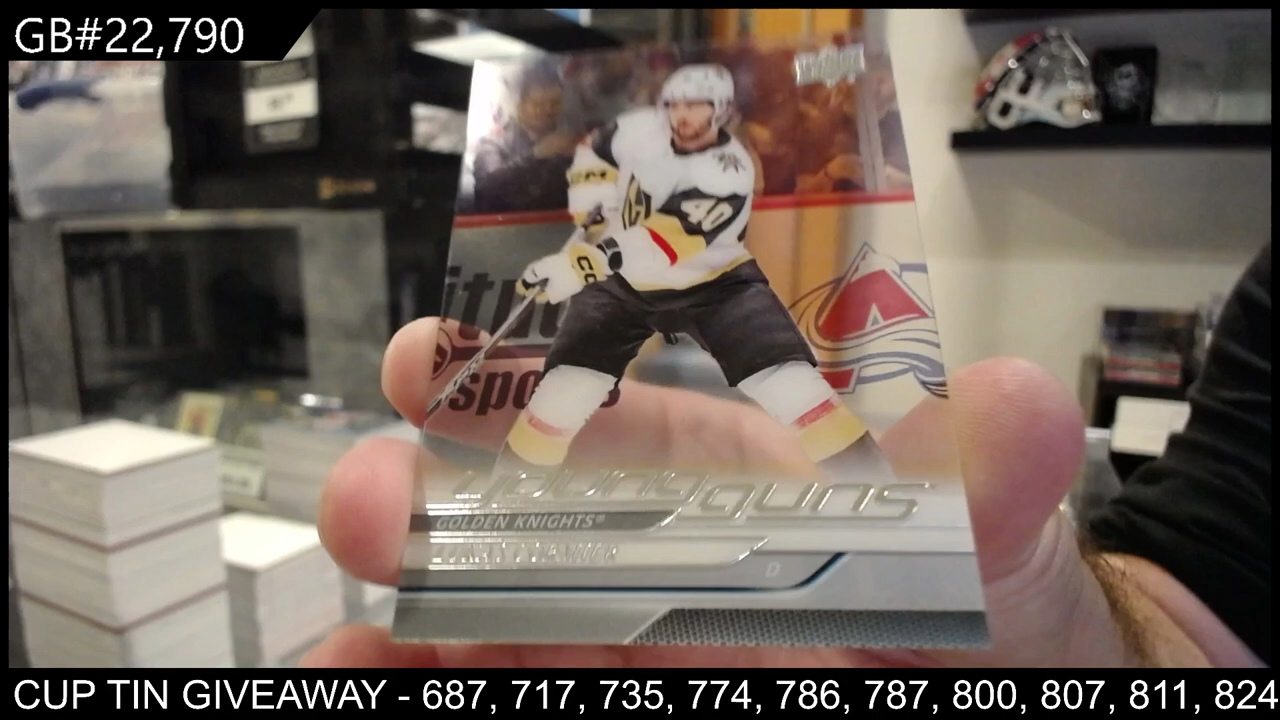 GB#22,790
40
young guns
GOLDEN KNIGHTS®
D
CUP TIN GIVEAWAY - 687, 717, 735, 774, 786, 787, 800, 807, 811, 824